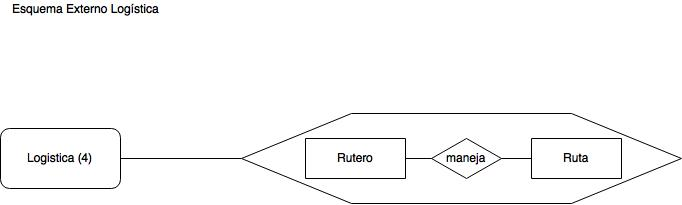 Esquema Externo Logística
Logistica (4)
Rutero
maneja
Ruta